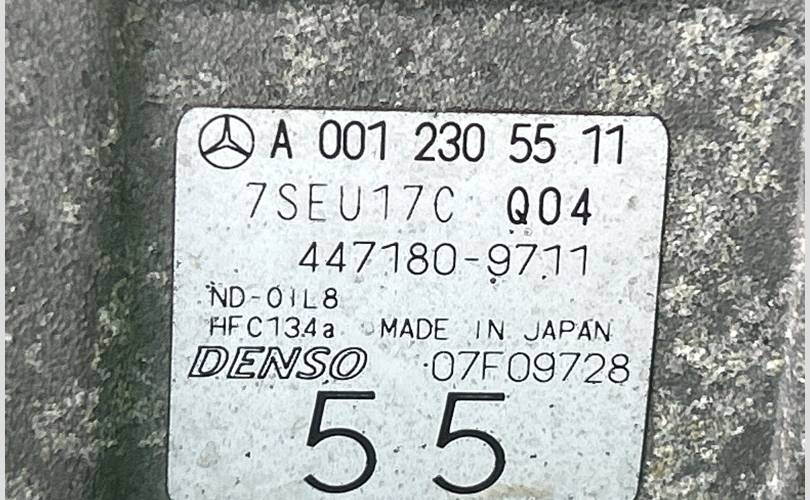 A 001 230 55 11
7SEU17C Q04
447180-9711
ND-OIL8
HFC134a MADE IN JAPAN
DENSO 07F09728
55